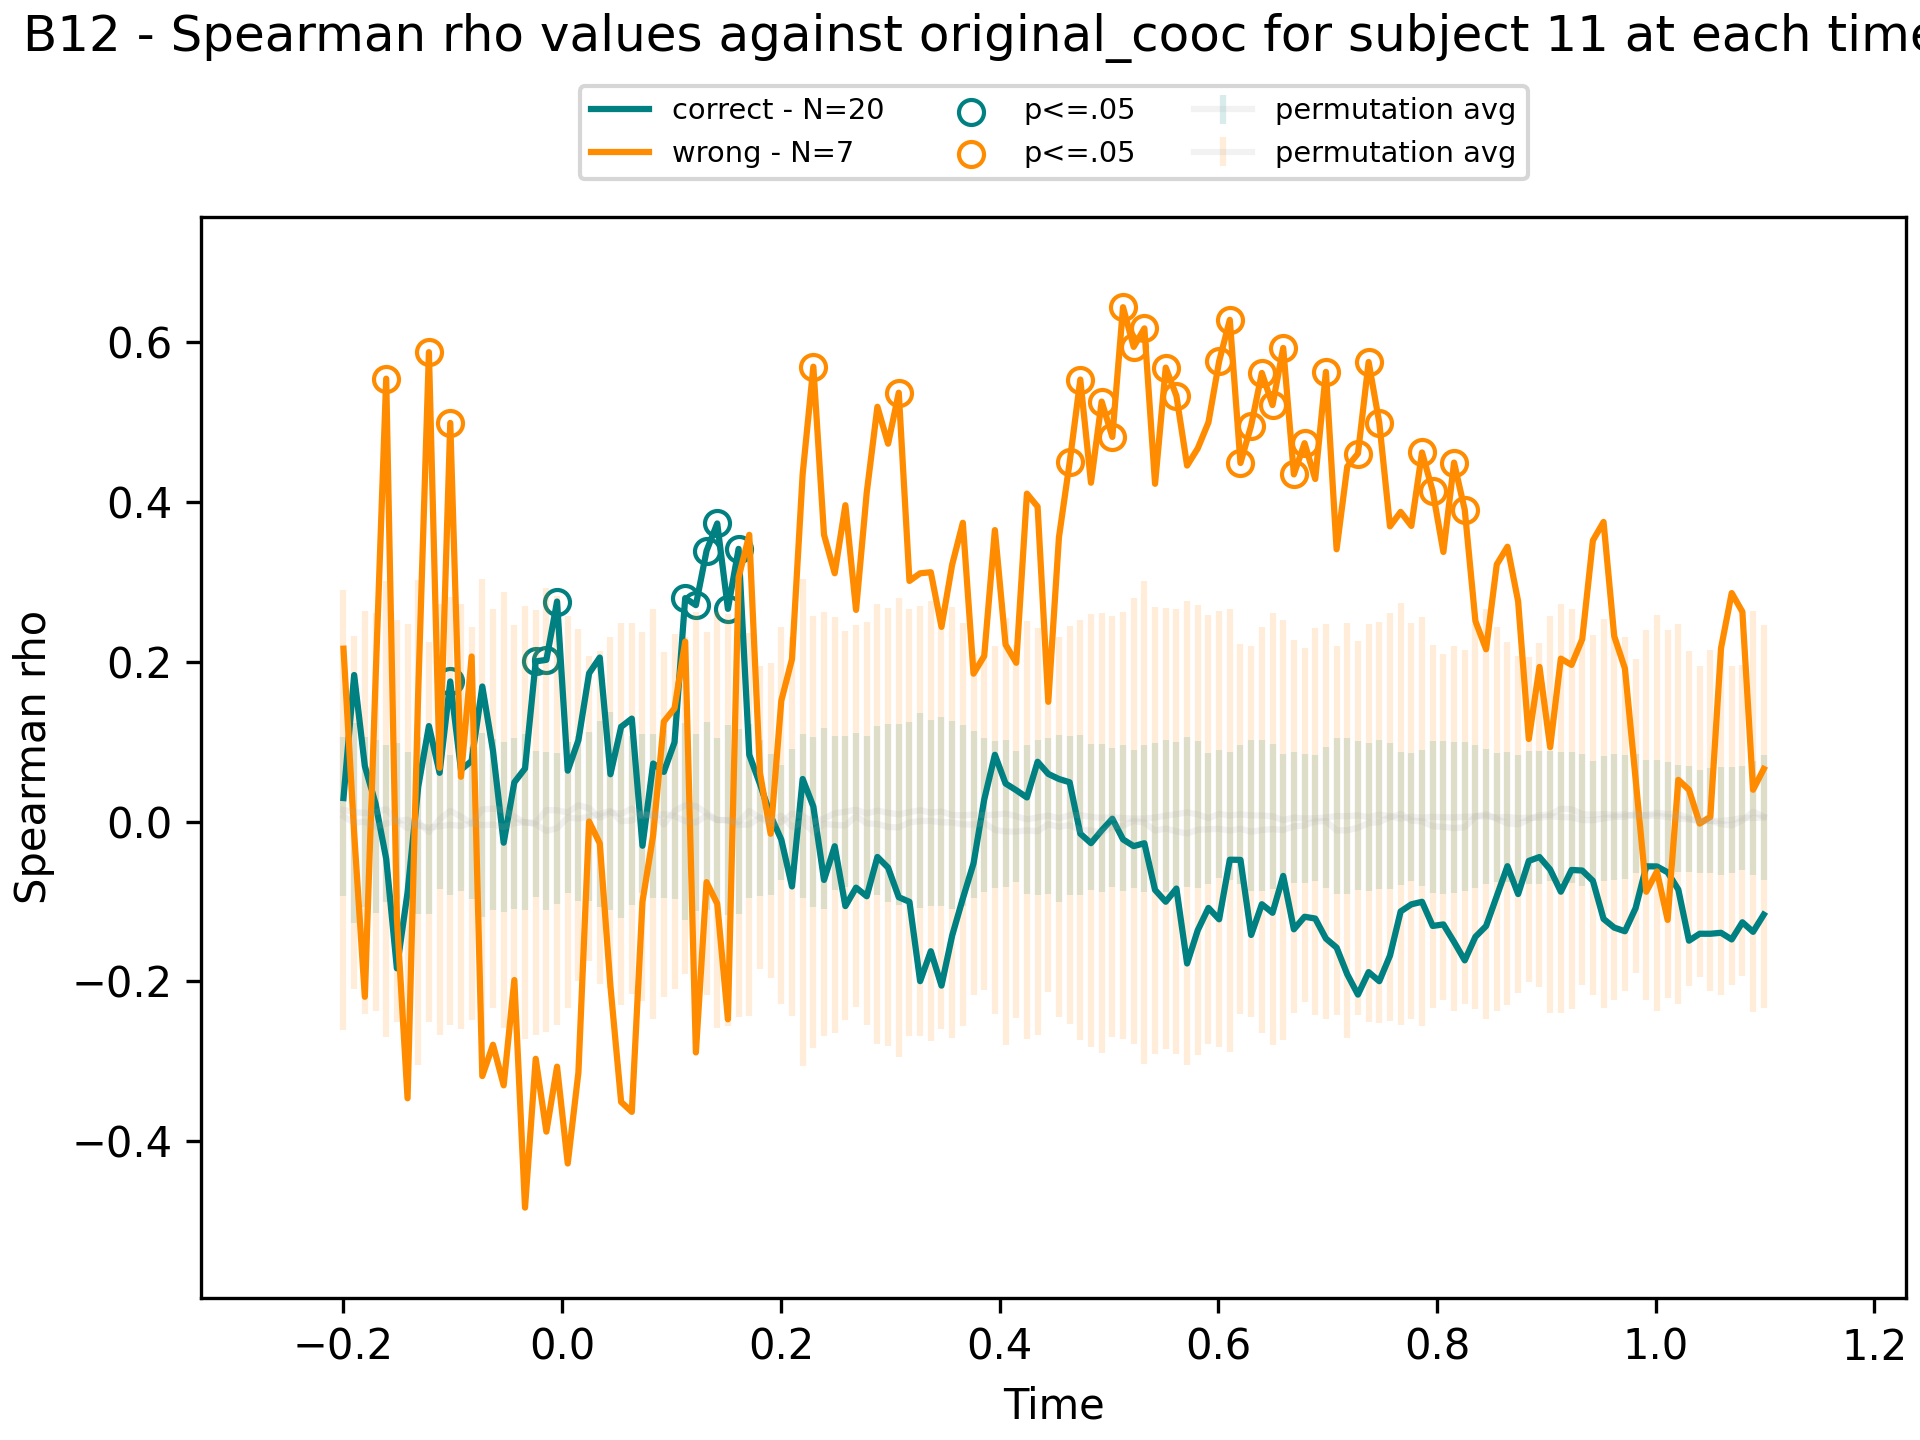 B12 - Spearman rho values against original_cooc for subject 11 at each time
correct - N=20
wrong - N=7
p<=.05
p<=.05
permutation avg
permutation avg
Spearman rho
0.6
0.4
0.2
0.0
−0.2
−0.4
−0.2 0.0 0.2 0.4 0.6 0.8 1.0 1.2
Time